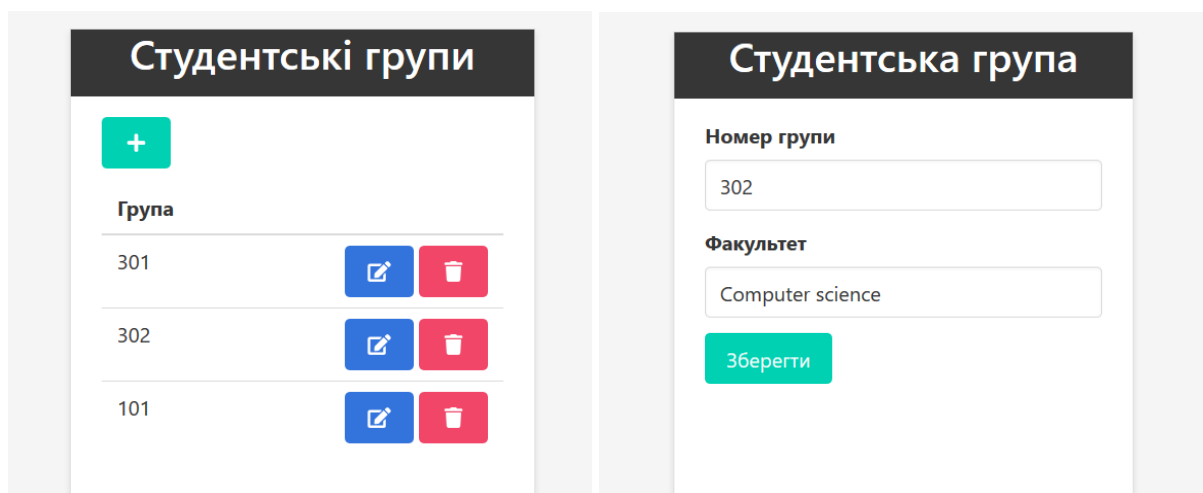 Студентські групи
+
Група
301
302
101
Студентська група
Номер групи
302
Факультет
Computer science
Зберегти